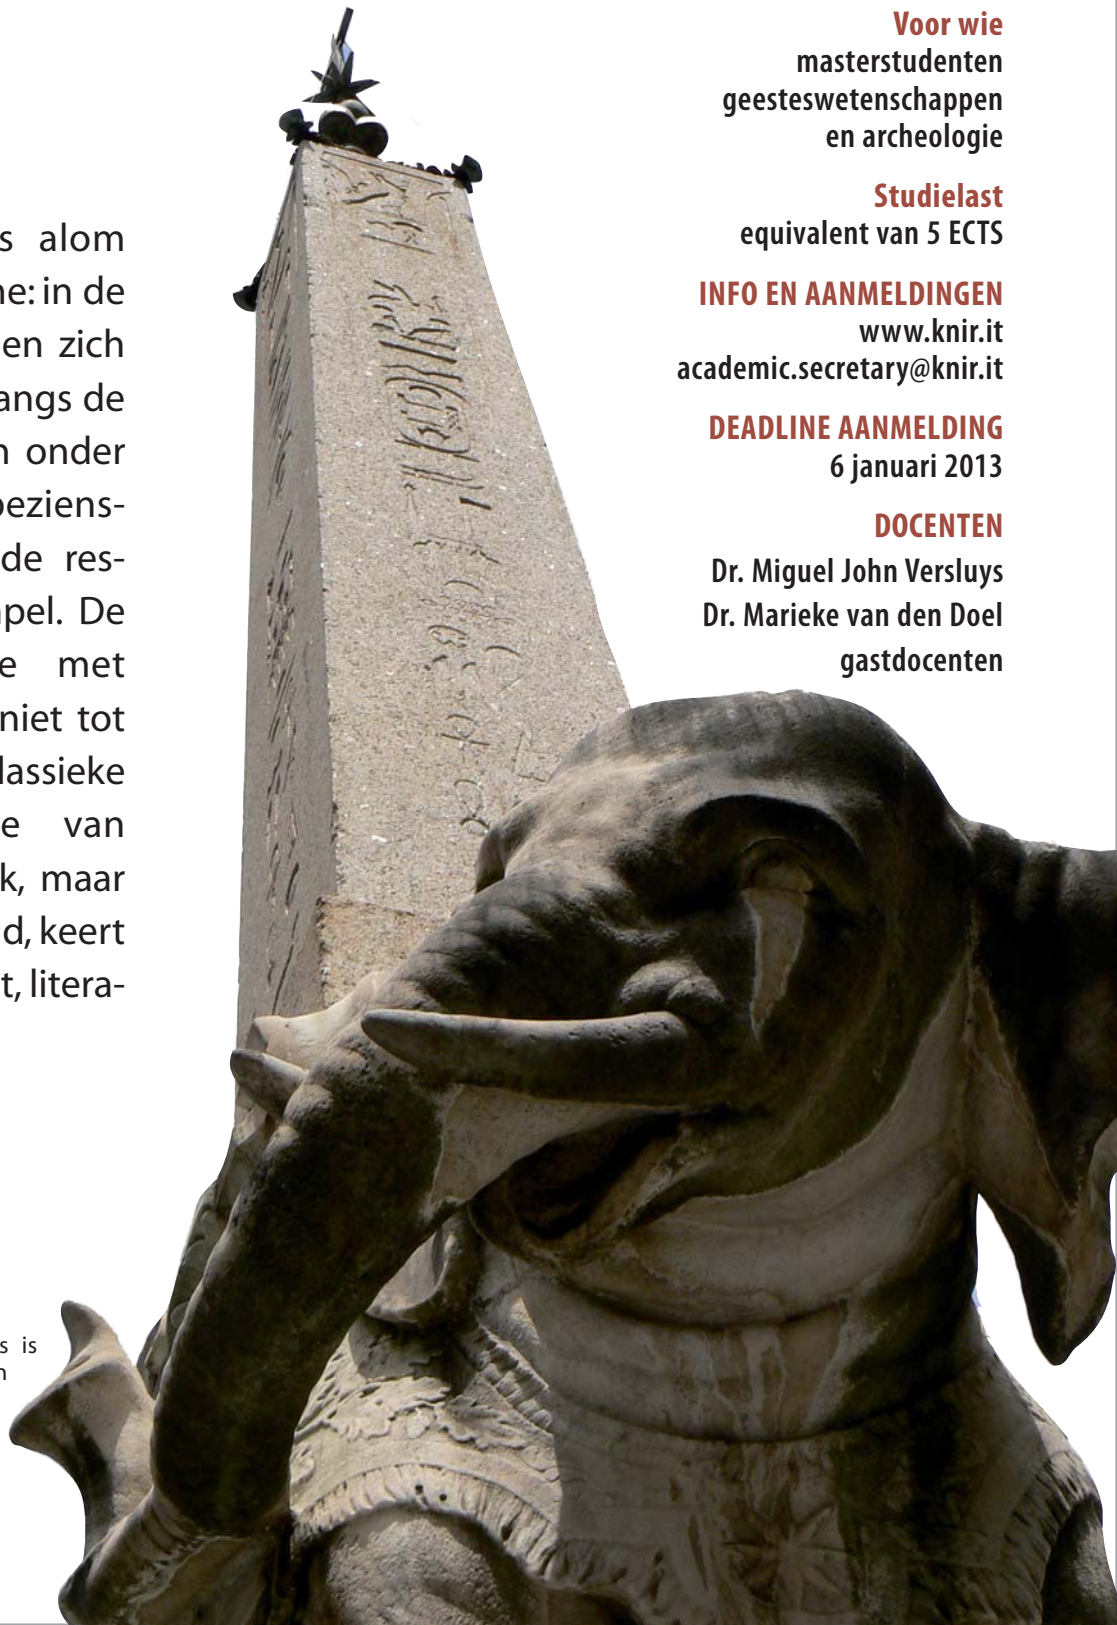 s alom
ne: in de
en zich
angs de
n onder
beziens-
de res-
mpel. De
e met
niet tot
lassieke
e van
k, maar
d, keert
t, litera-
s is
n
Voor wie
masterstudenten
geesteswetenschappen
en archeologie
Studielast
equivalent van 5 ECTS
INFO EN AANMELDINGEN
www.knir.it
academic.secretary@knir.it
DEADLINE AANMELDING
6 januari 2013
DOCENTEN
Dr. Miguel John Versluys
Dr. Marieke van den Doel
gastdocenten